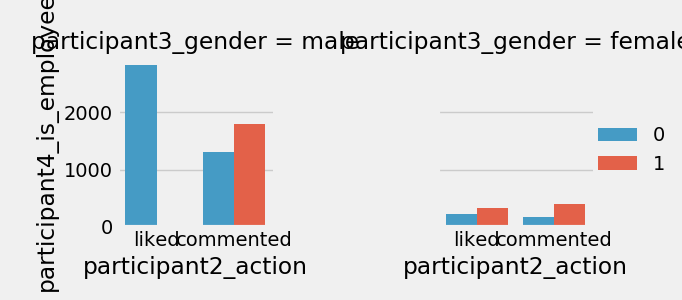 participant3_gender = male
participant3_gender = female
participant4_is_employee
2000
1000
0
liked
commented
participant2_action
liked
commented
participant2_action
0
1